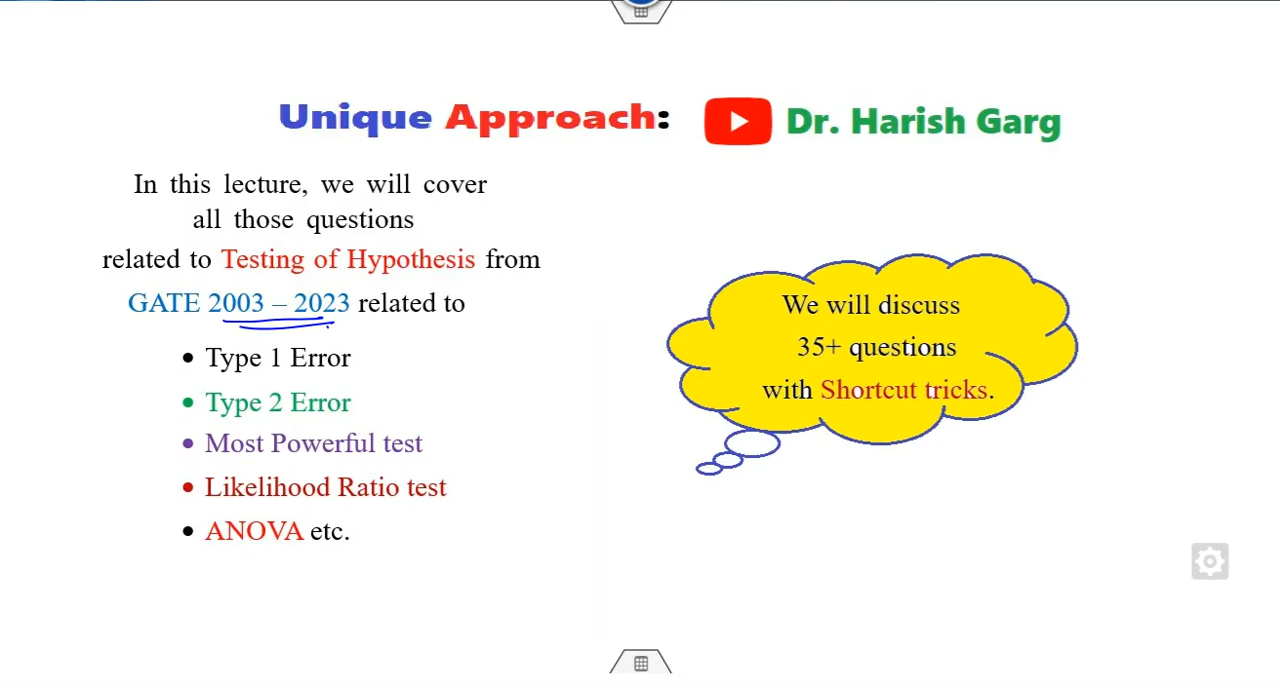 Unique Approach: Dr. Harish Garg
In this lecture, we will cover
all those questions
related to Testing of Hypothesis from
GATE 2003 – 2023 related to
• Type 1 Error
• Type 2 Error
• Most Powerful test
• Likelihood Ratio test
• ANOVA etc.
We will discuss
35+ questions
with Shortcut tricks.